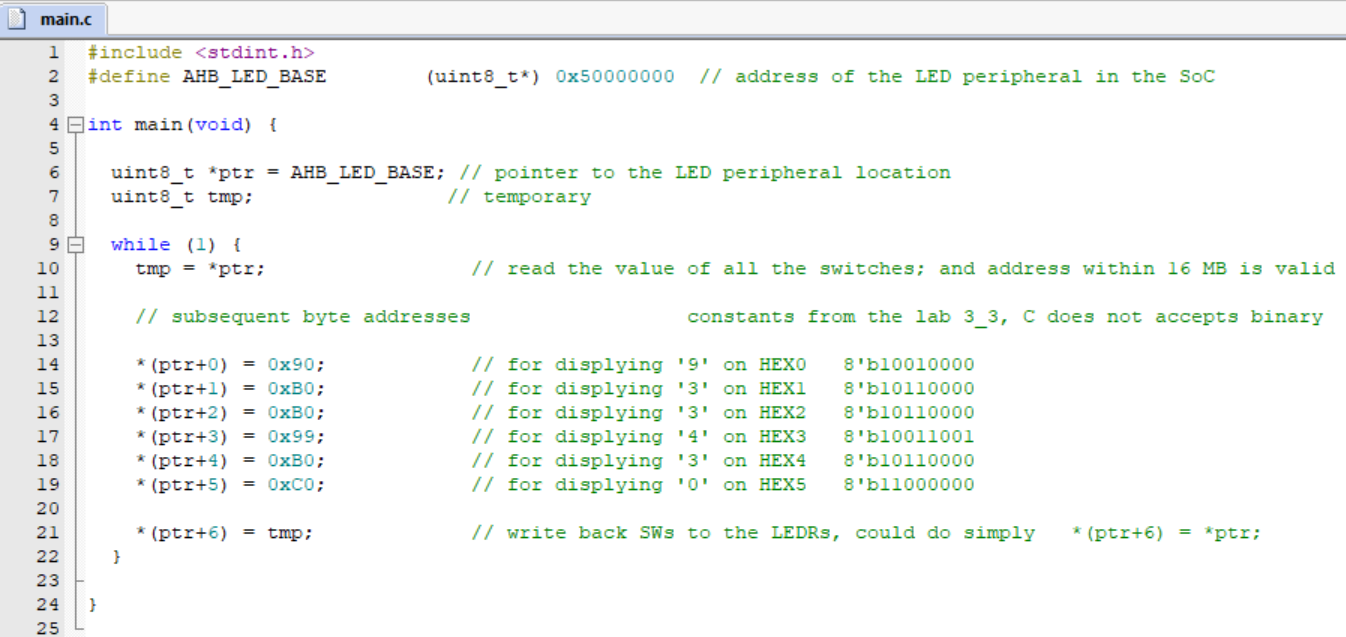 main.c
1 #include <stdint.h>
2 #define AHB_LED_BASE (uint8_t*) 0x50000000 // address of the LED peripheral in the SoC
3
4 int main(void) {
5
6 uint8_t *ptr = AHB_LED_BASE; // pointer to the LED peripheral location
7 uint8_t tmp; // temporary
8
9 while (1) {
10 tmp = *ptr; // read the value of all the switches; and address within 16 MB is valid
11
12 // subsequent byte addresses constants from the lab 3_3, C does not accepts binary
13
14 *(ptr+0) = 0x90; // for displying '9' on HEX0 8'b10010000
15 *(ptr+1) = 0xB0; // for displying '3' on HEX1 8'b10110000
16 *(ptr+2) = 0xB0; // for displying '3' on HEX2 8'b10110000
17 *(ptr+3) = 0x99; // for displying '4' on HEX3 8'b10011001
18 *(ptr+4) = 0xB0; // for displying '3' on HEX4 8'b10110000
19 *(ptr+5) = 0xC0; // for displying '0' on HEX5 8'b11000000
20
21 *(ptr+6) = tmp; // write back SWs to the LEDRs, could do simply *(ptr+6) = *ptr;
22 }
23
24 }
25